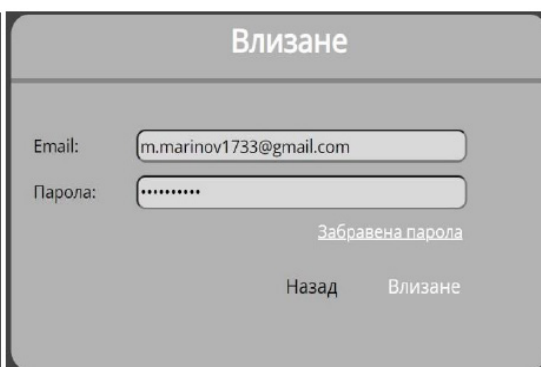 Влизане
Email: m.marinov1733@gmail.com
Парола: ••••••••••
Забравена парола
Назад Влизане